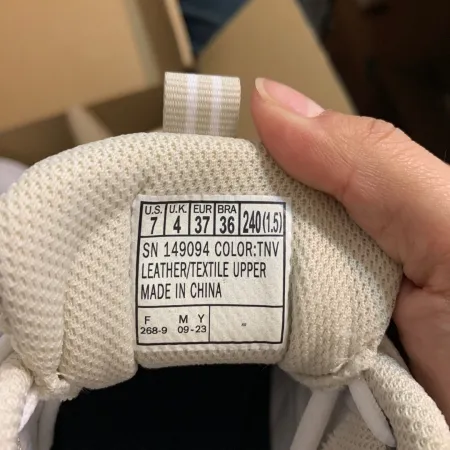 U.S. U.K. EUR BRA 240(1.5)
7 4 37 36
SN 149094 COLOR:TNV
LEATHER/TEXTILE UPPER
MADE IN CHINA
F M Y
268-9 09-23 -